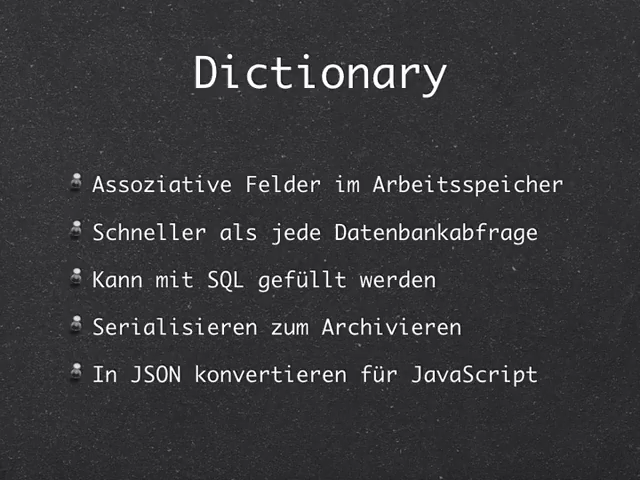 Dictionary
Assoziative Felder im Arbeitsspeicher
Schneller als jede Datenbankabfrage
Kann mit SQL gefüllt werden
Serialisieren zum Archivieren
In JSON konvertieren für JavaScript